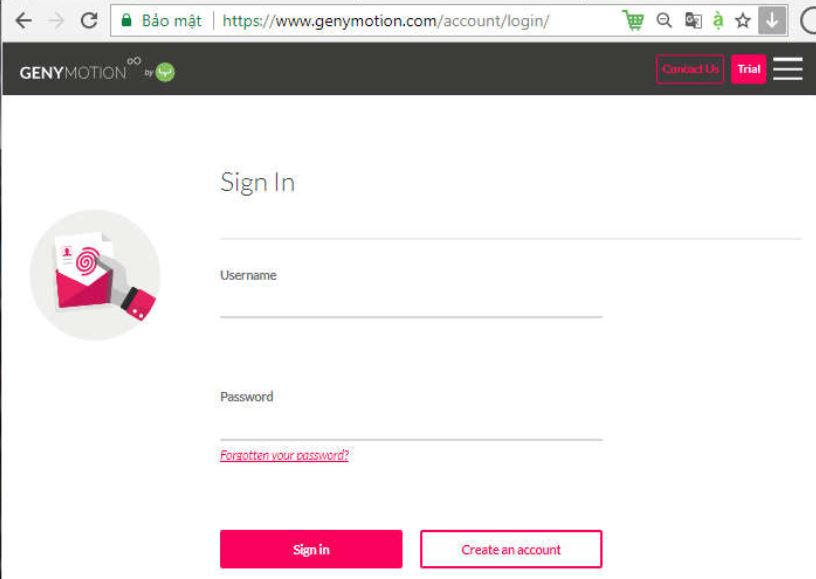 Bảo mật | https://www.genymotion.com/account/login/
GENYMOTION by
Contact Us
Trial
Sign In
Username
Password
Forgotten your password?
Sign in
Create an account